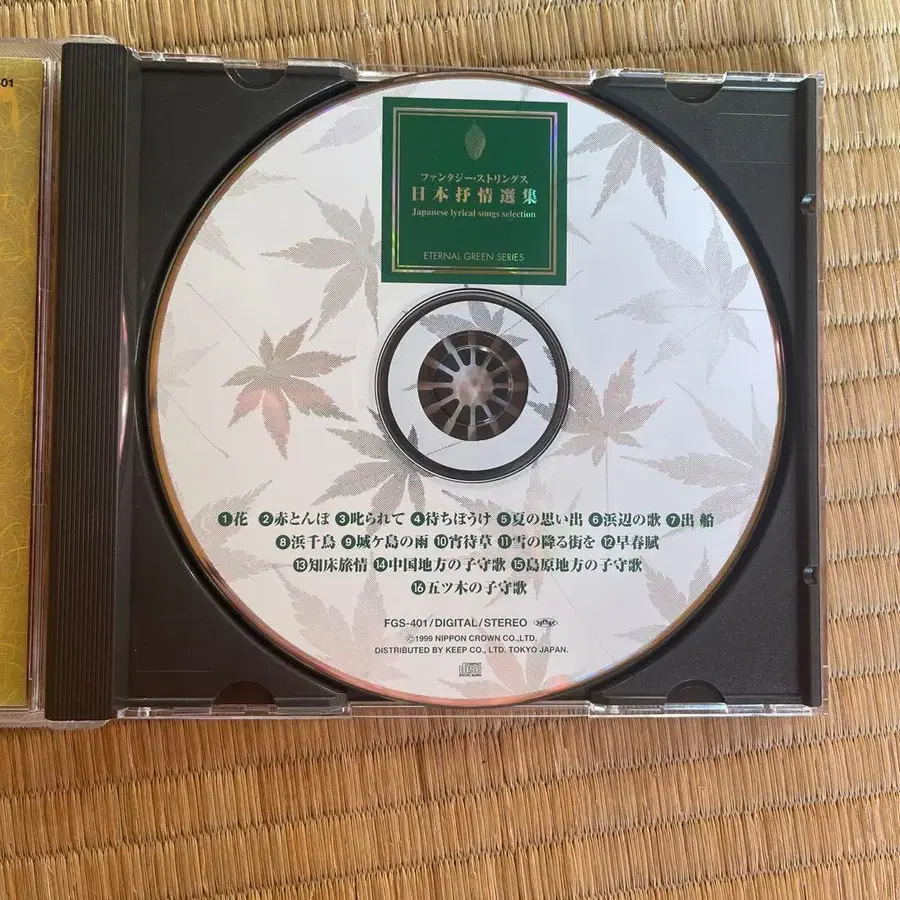 -01
ファンタジー・ストリングス
日本抒情選集
Japanese lyrical songs selection
ETERNAL GREEN SERIES
❶花 ❷赤とんぼ ❸叱られて ❹待ちぼうけ ❺夏の思い出 ❻浜辺の歌 ❼出船
❽浜千鳥 ❾城ケ島の雨 ❿宵待草 ⓫雪の降る街を ⓬早春賦
⓭知床旅情 ⓮中国地方の子守歌 ⓯島原地方の子守歌
⓰五ツ木の子守歌
FGS-401/DIGITAL/STEREO
Ⓒ1999 NIPPON CROWN CO.,LTD.
DISTRIBUTED BY KEEP CO., LTD. TOKYO JAPAN.